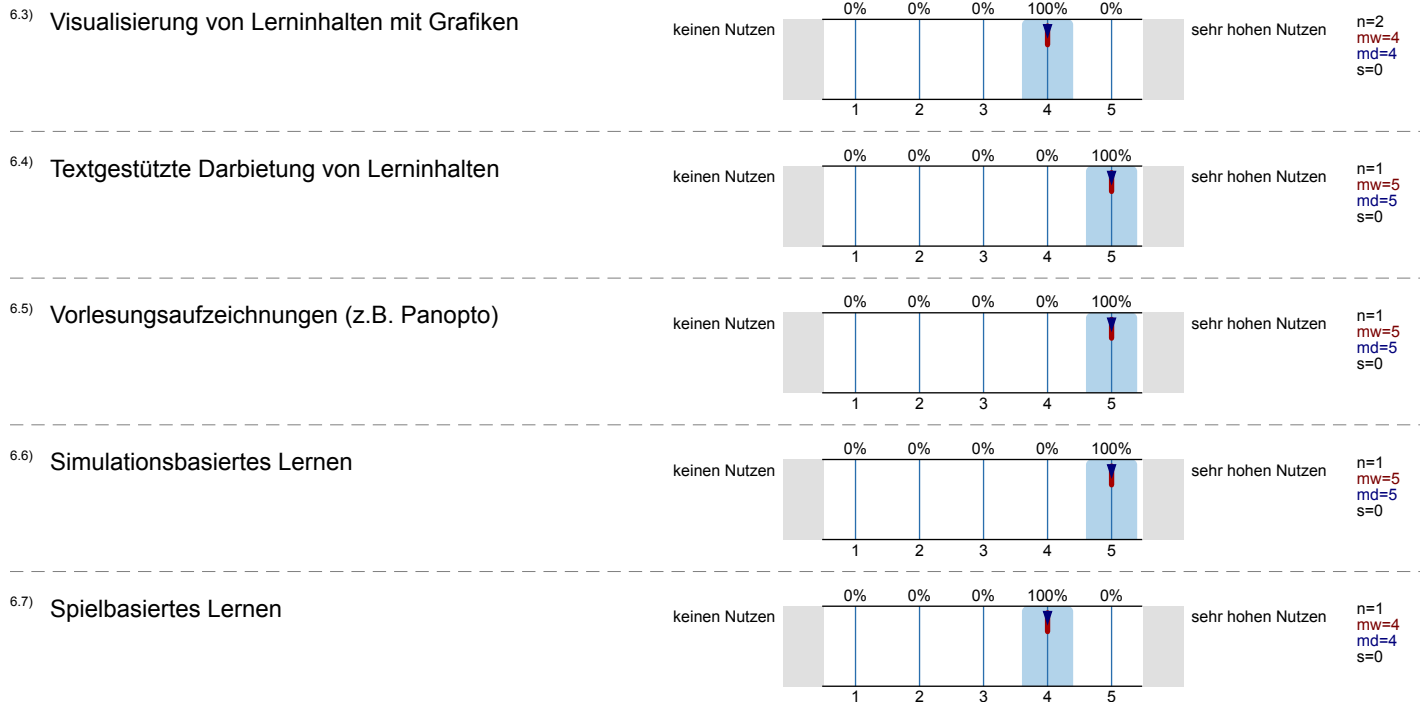 6.3) Visualisierung von Lerninhalten mit Grafiken
0% 0% 0% 100% 0%
keinen Nutzen sehr hohen Nutzen
n=2
mw=4
md=4
s=0
1 2 3 4 5
6.4) Textgestützte Darbietung von Lerninhalten
0% 0% 0% 0% 100%
keinen Nutzen sehr hohen Nutzen
n=1
mw=5
md=5
s=0
1 2 3 4 5
6.5) Vorlesungsaufzeichnungen (z.B. Panopto)
0% 0% 0% 0% 100%
keinen Nutzen sehr hohen Nutzen
n=1
mw=5
md=5
s=0
1 2 3 4 5
6.6) Simulationsbasiertes Lernen
0% 0% 0% 0% 100%
keinen Nutzen sehr hohen Nutzen
n=1
mw=5
md=5
s=0
1 2 3 4 5
6.7) Spielbasiertes Lernen
0% 0% 0% 100% 0%
keinen Nutzen sehr hohen Nutzen
n=1
mw=4
md=4
s=0
1 2 3 4 5